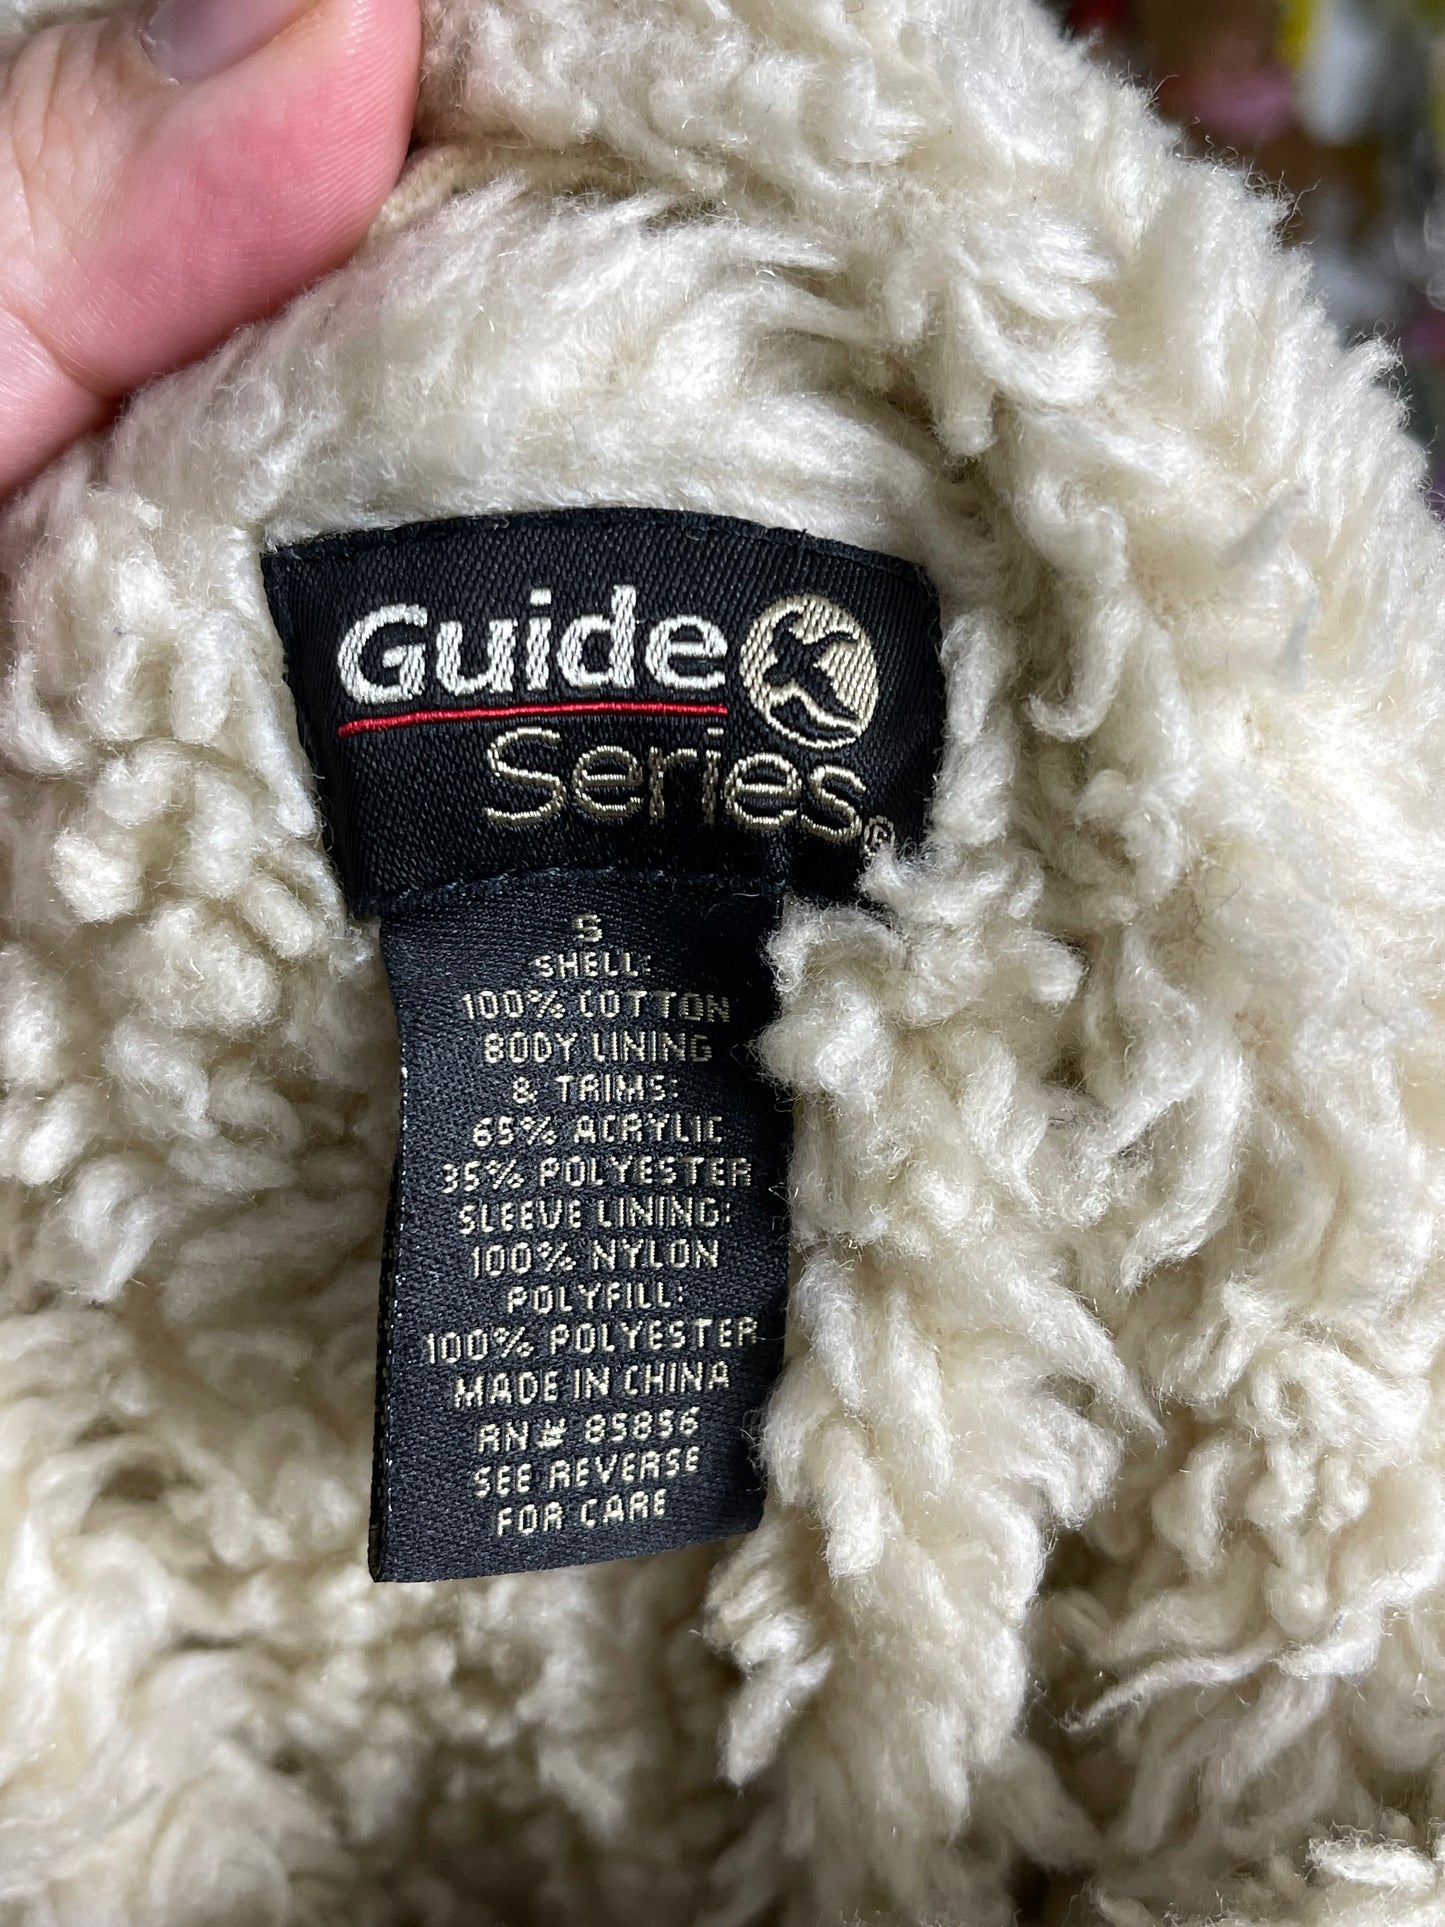 Guide
Series®
S
SHELL:
100% COTTON
BODY LINING
& TRIMS:
65% ACRYLIC
35% POLYESTER
SLEEVE LINING:
100% NYLON
POLYFILL:
100% POLYESTER
MADE IN CHINA
RN# 85856
SEE REVERSE
FOR CARE